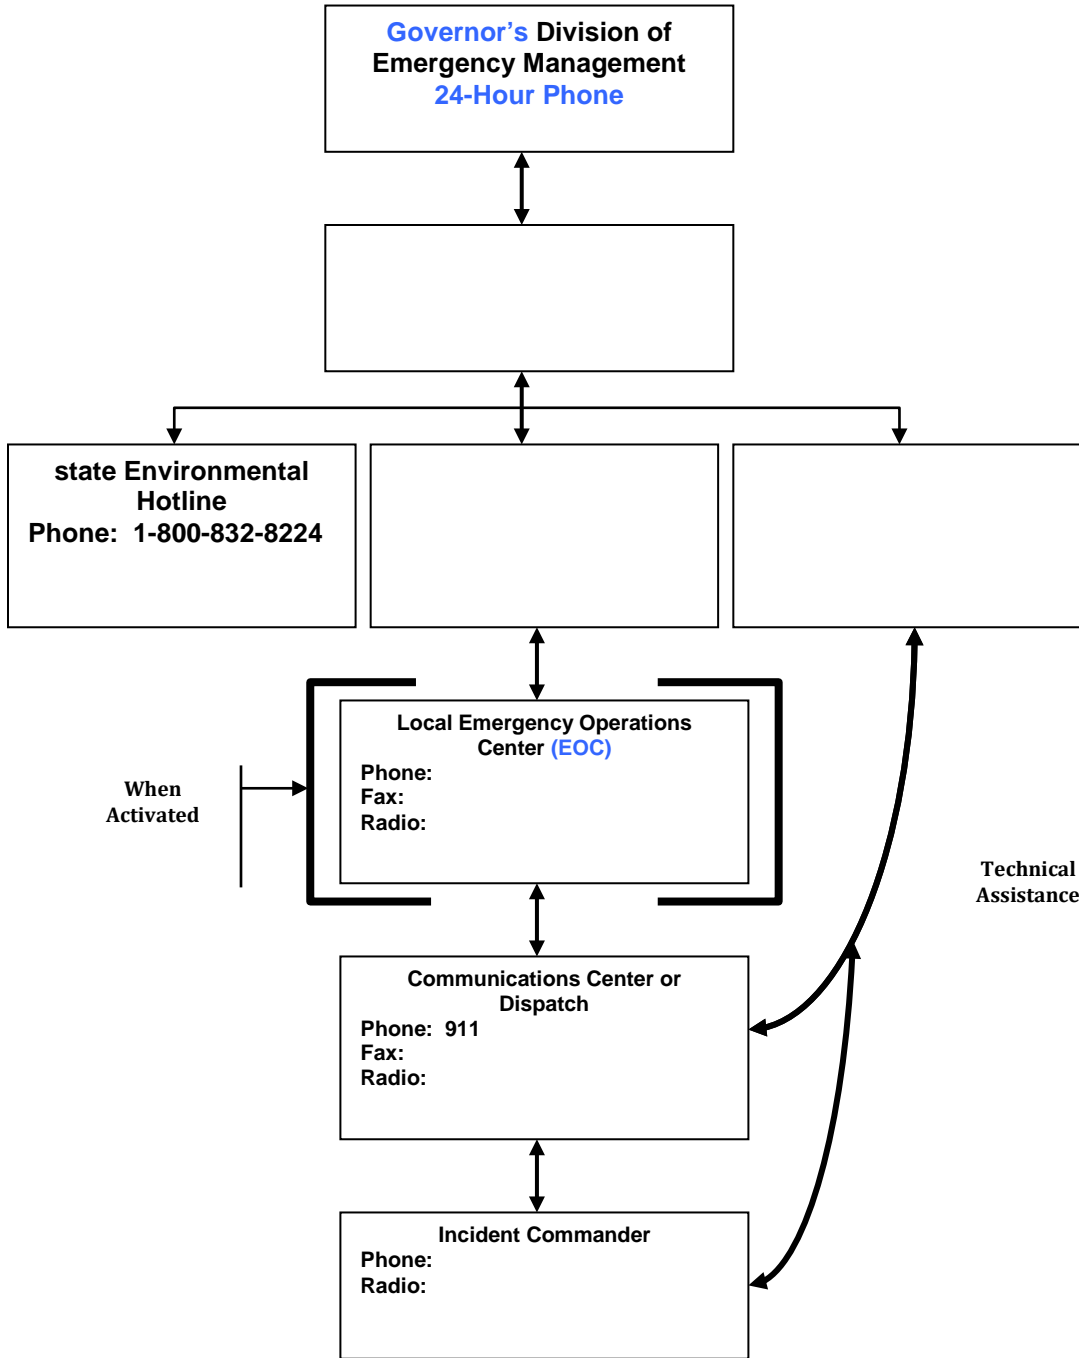 Governor's Division of
Emergency Management
24-Hour Phone
state Environmental
Hotline
Phone:  1-800-832-8224
Local Emergency Operations
Center (EOC)
Phone:
Fax:
Radio:
When
Activated
Technical
Assistance
Communications Center or
Dispatch
Phone:  911
Fax:
Radio:
Incident Commander
Phone:
Radio: